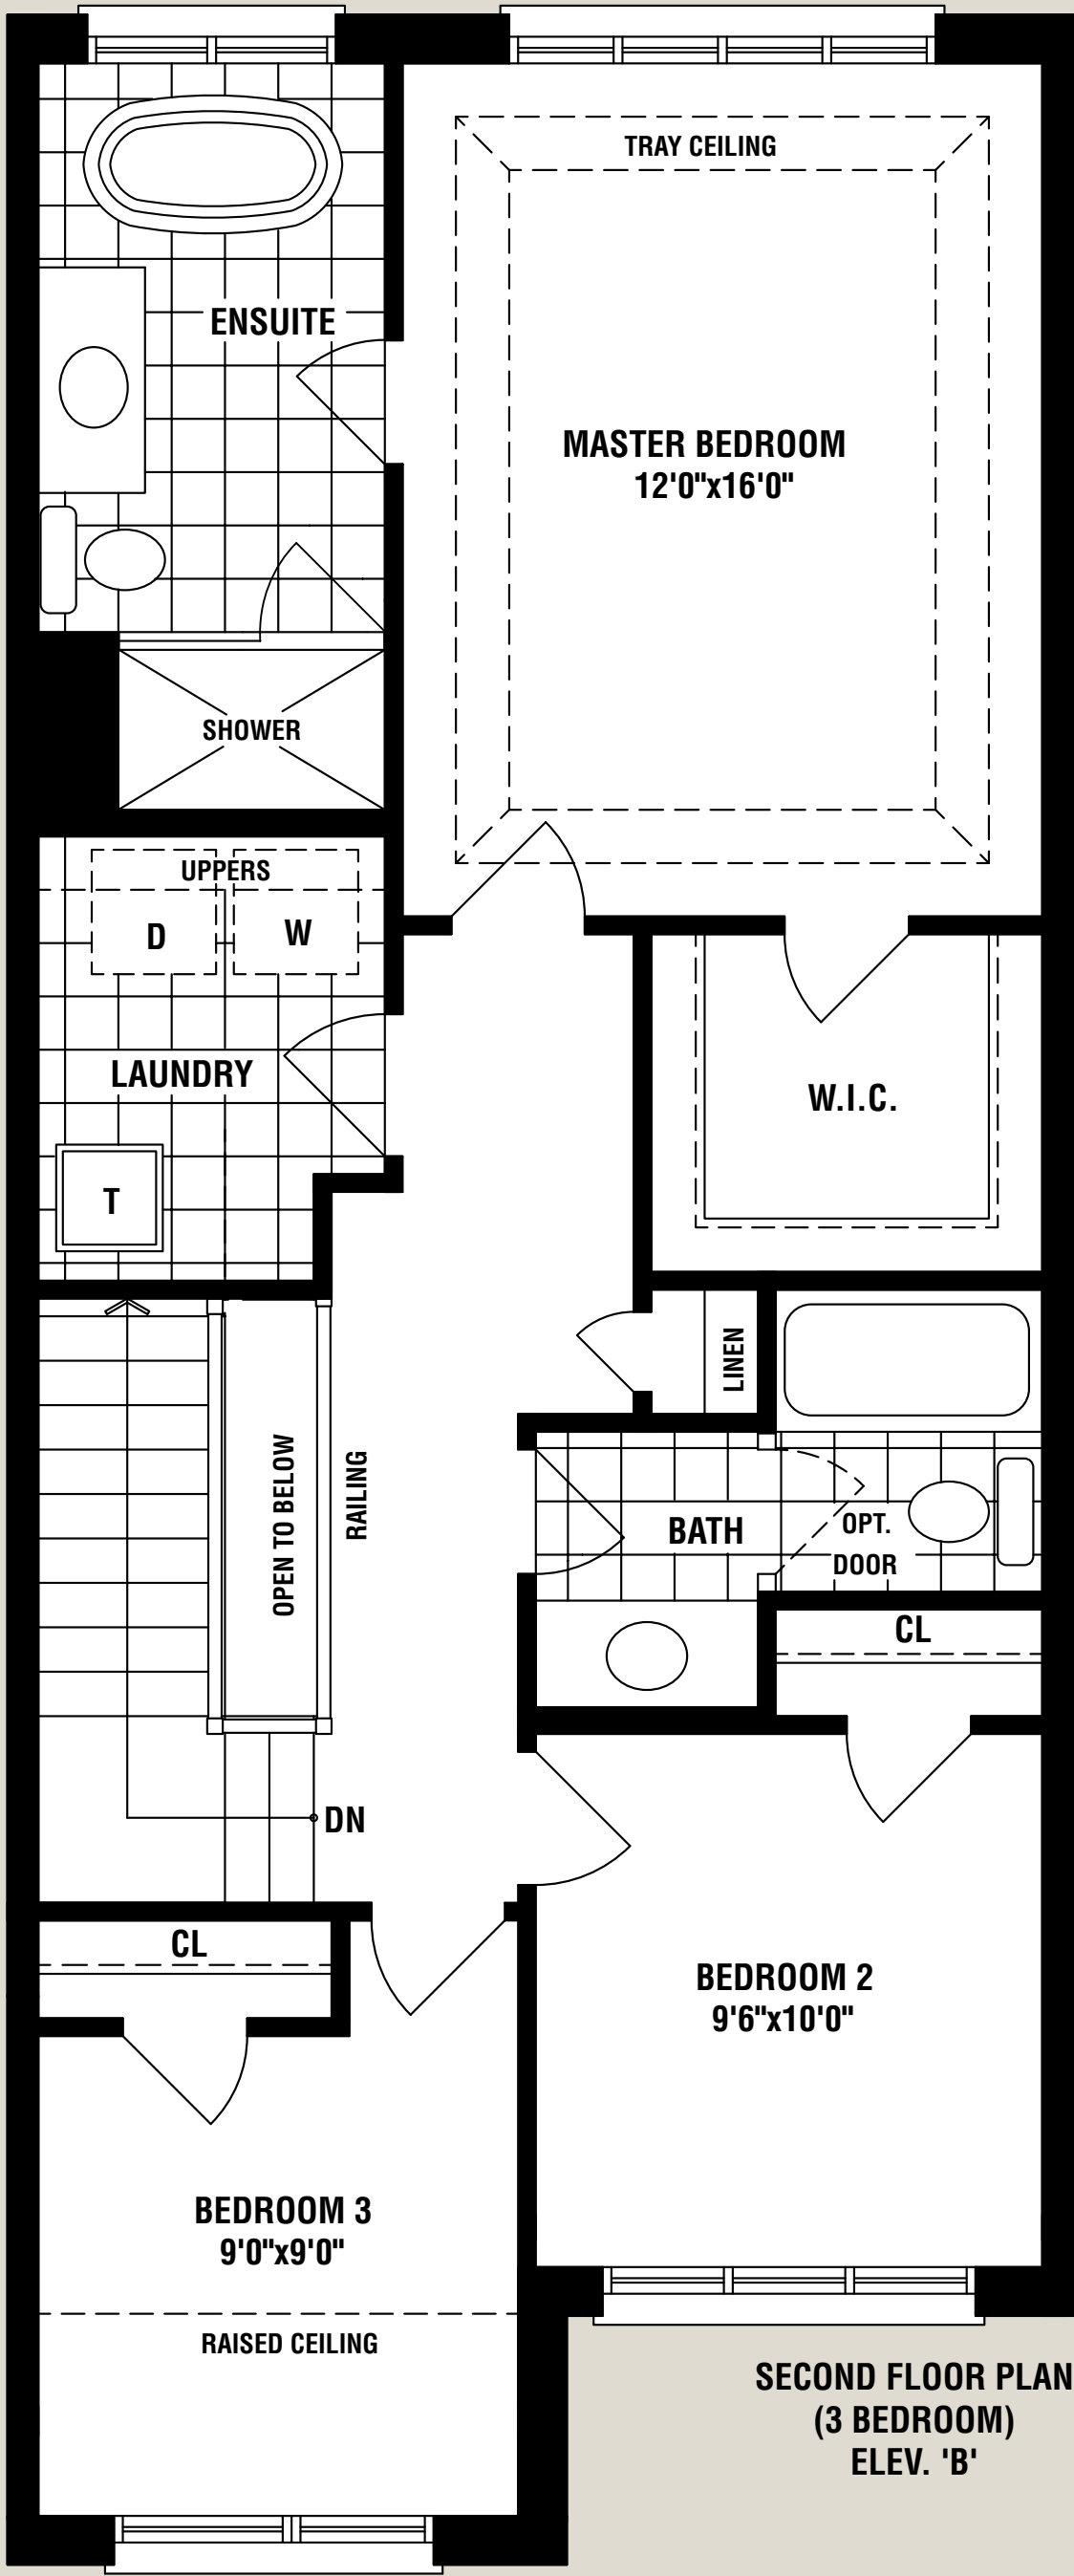 TRAY CEILING
ENSUITE
MASTER BEDROOM
12'0"x16'0"
SHOWER
UPPERS
D
W
LAUNDRY
W.I.C.
T
LINEN
OPEN TO BELOW
RAILING
BATH
OPT.
DOOR
CL
DN
CL
BEDROOM 2
9'6"x10'0"
BEDROOM 3
9'0"x9'0"
RAISED CEILING
SECOND FLOOR PLAN
(3 BEDROOM)
ELEV. 'B'